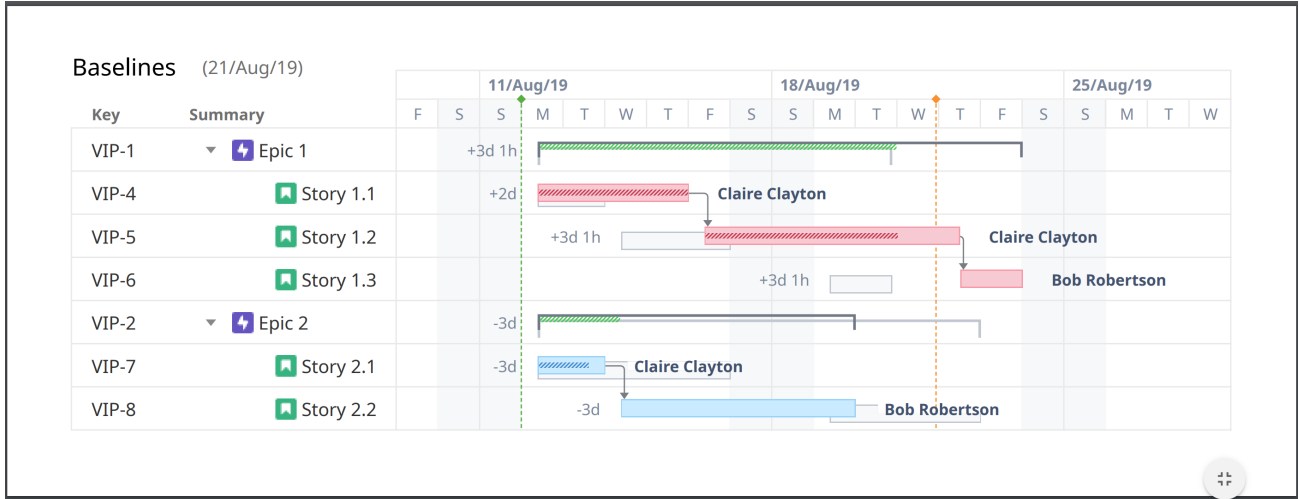 Baselines (21/Aug/19)
11/Aug/19 18/Aug/19 25/Aug/19
Key Summary F S S M T W T F S S M T W T F S S M T W
VIP-1 Epic 1 +3d 1h
VIP-4 Story 1.1 +2d Claire Clayton
VIP-5 Story 1.2 +3d 1h Claire Clayton
VIP-6 Story 1.3 +3d 1h Bob Robertson
VIP-2 Epic 2 -3d
VIP-7 Story 2.1 -3d Claire Clayton
VIP-8 Story 2.2 -3d Bob Robertson